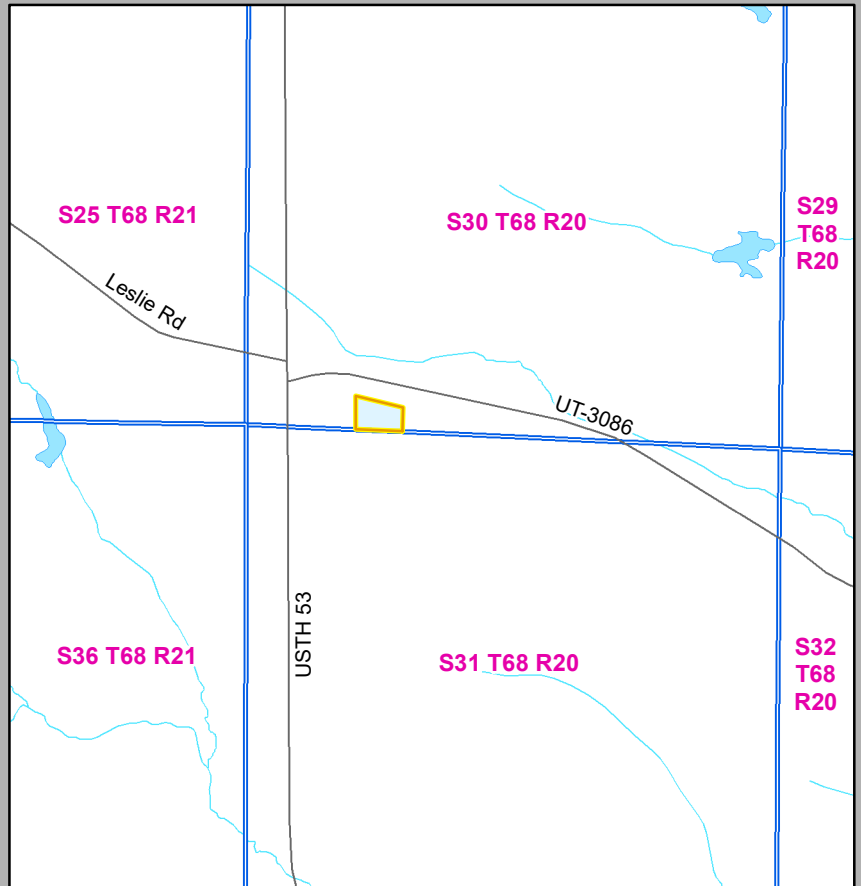 S25 T68 R21
S30 T68 R20
S29
T68
R20
Leslie Rd
UT-3086
USTH 53
S36 T68 R21
S31 T68 R20
S32
T68
R20